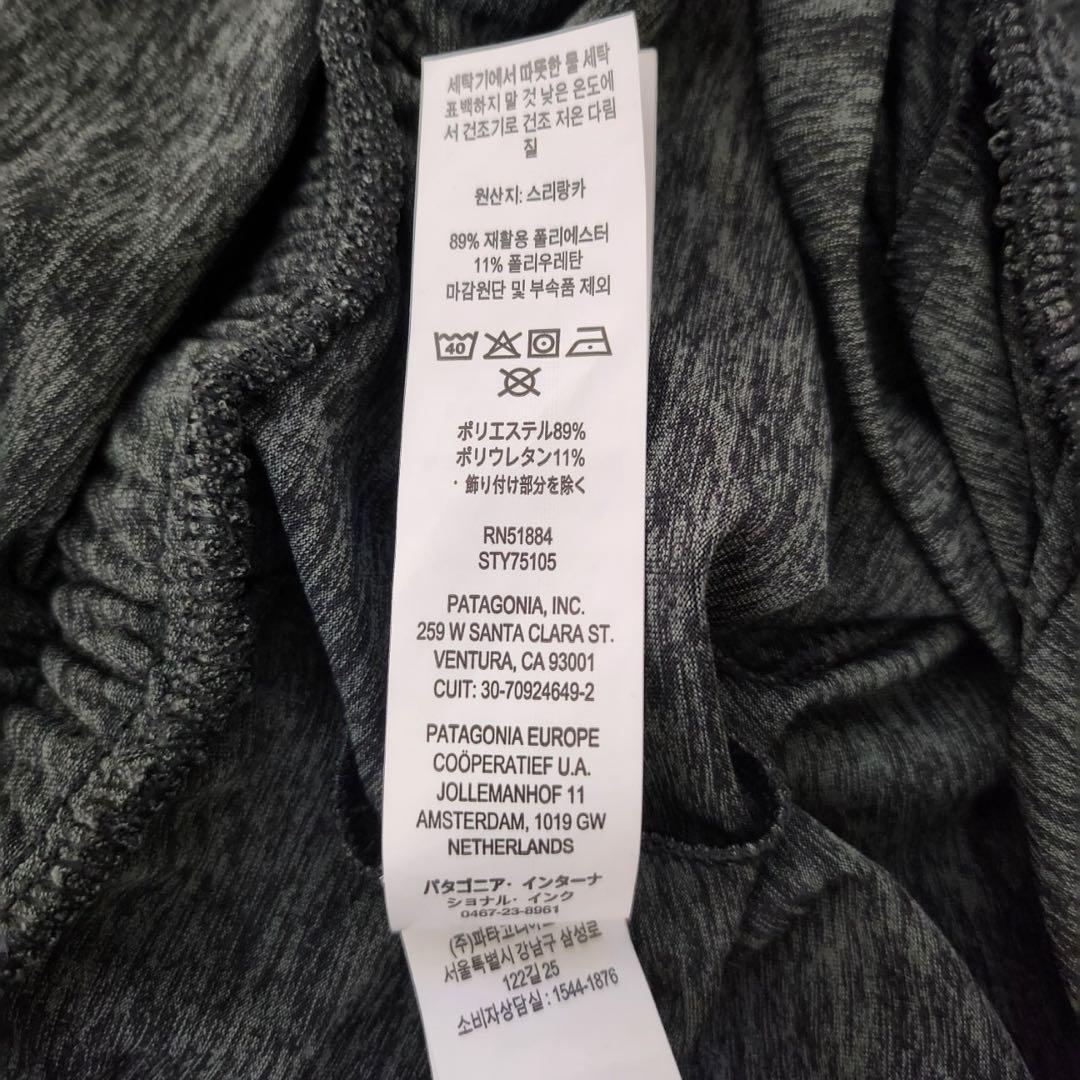 세탁기에서 따뜻한 물 세탁
표백하지 말 것 낮은 온도에
서 건조기로 건조 저온 다림
질
원산지: 스리랑카
89% 재활용 폴리에스터
11% 폴리우레탄
마감원단 및 부속품 제외
40
ポリエステル89%
ポリウレタン11%
・飾り付け部分を除く
RN51884
STY75105
PATAGONIA, INC.
259 W SANTA CLARA ST.
VENTURA, CA 93001
CUIT: 30-70924649-2
PATAGONIA EUROPE
COÖPERATIEF U.A.
JOLLEMANHOF 11
AMSTERDAM, 1019 GW
NETHERLANDS
パタゴニア・インターナ
ショナル・インク
0467-23-8961
(주)파타고니아
서울특별시 강남구 삼성로
122길 25
소비자상담실 : 1544-1876